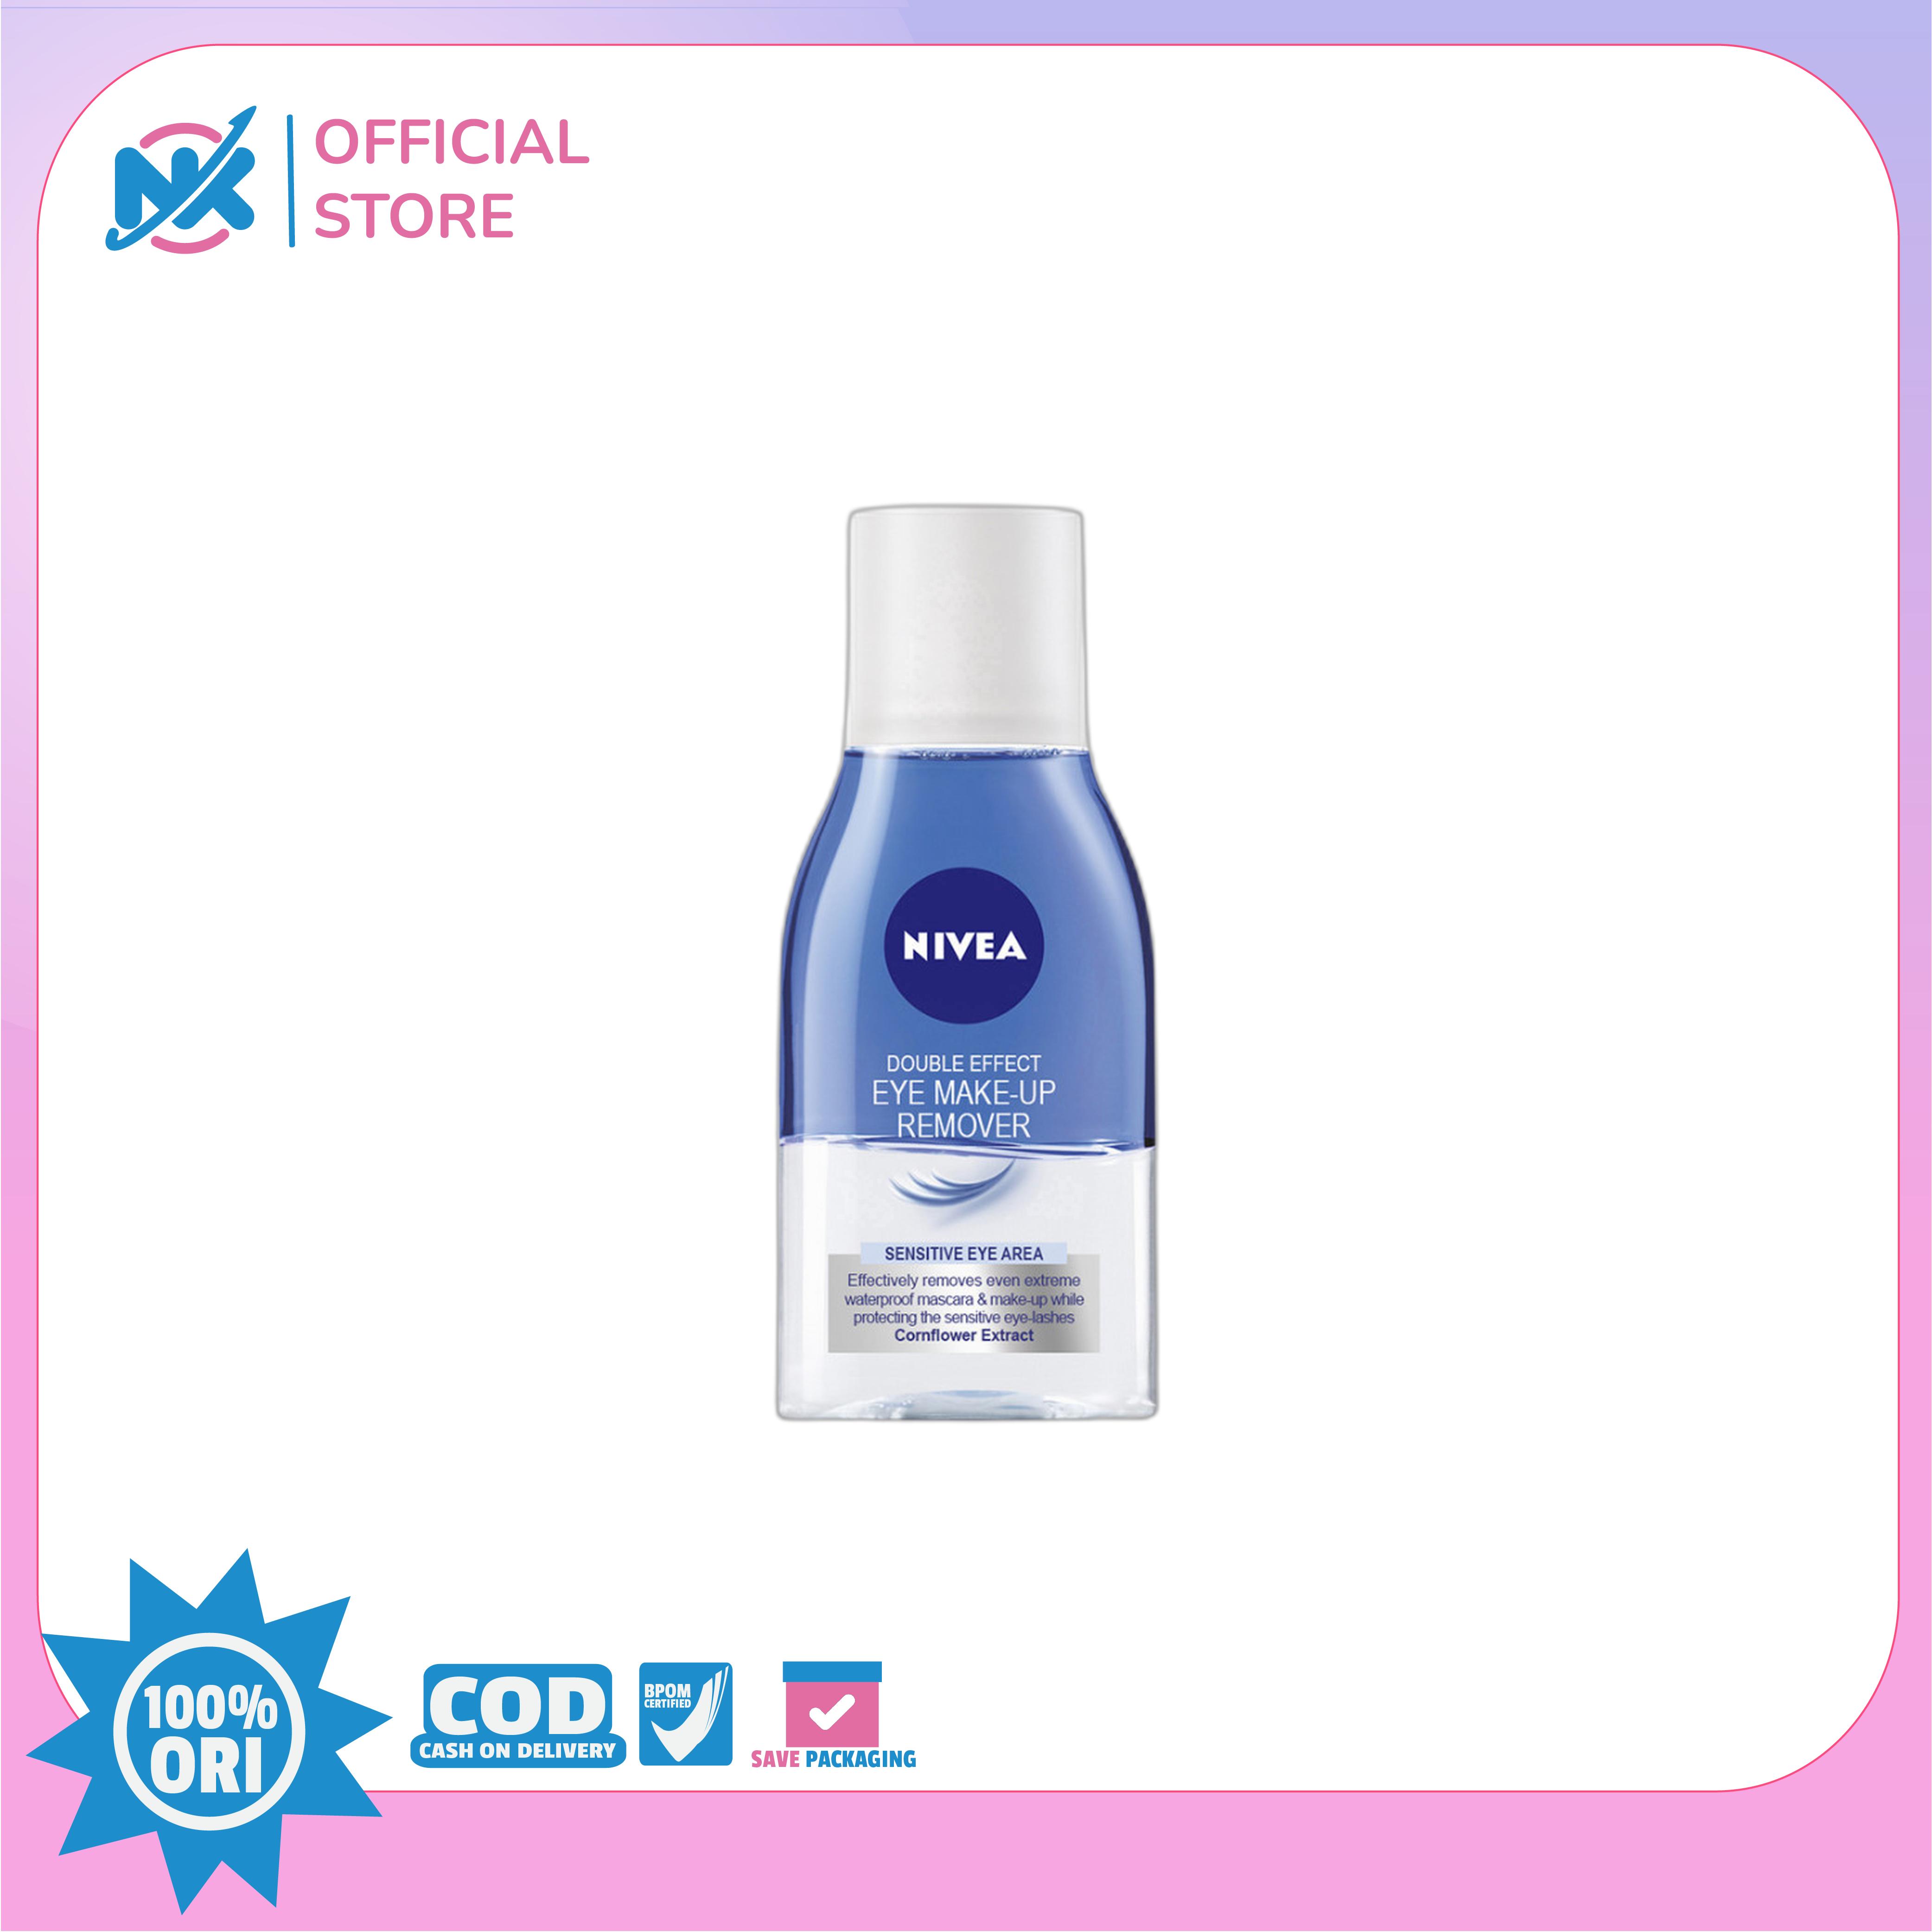 NK
OFFICIAL
STORE
NIVEA
DOUBLE EFFECT
EYE MAKE-UP
REMOVER
SENSITIVE EYE AREA
Effectively removes even extreme
waterproof mascara & make-up while
protecting the sensitive eye-lashes
Cornflower Extract
100%
ORI
COD
CASH ON DELIVERY
BPOM
CERTIFIED
SAVE PACKAGING